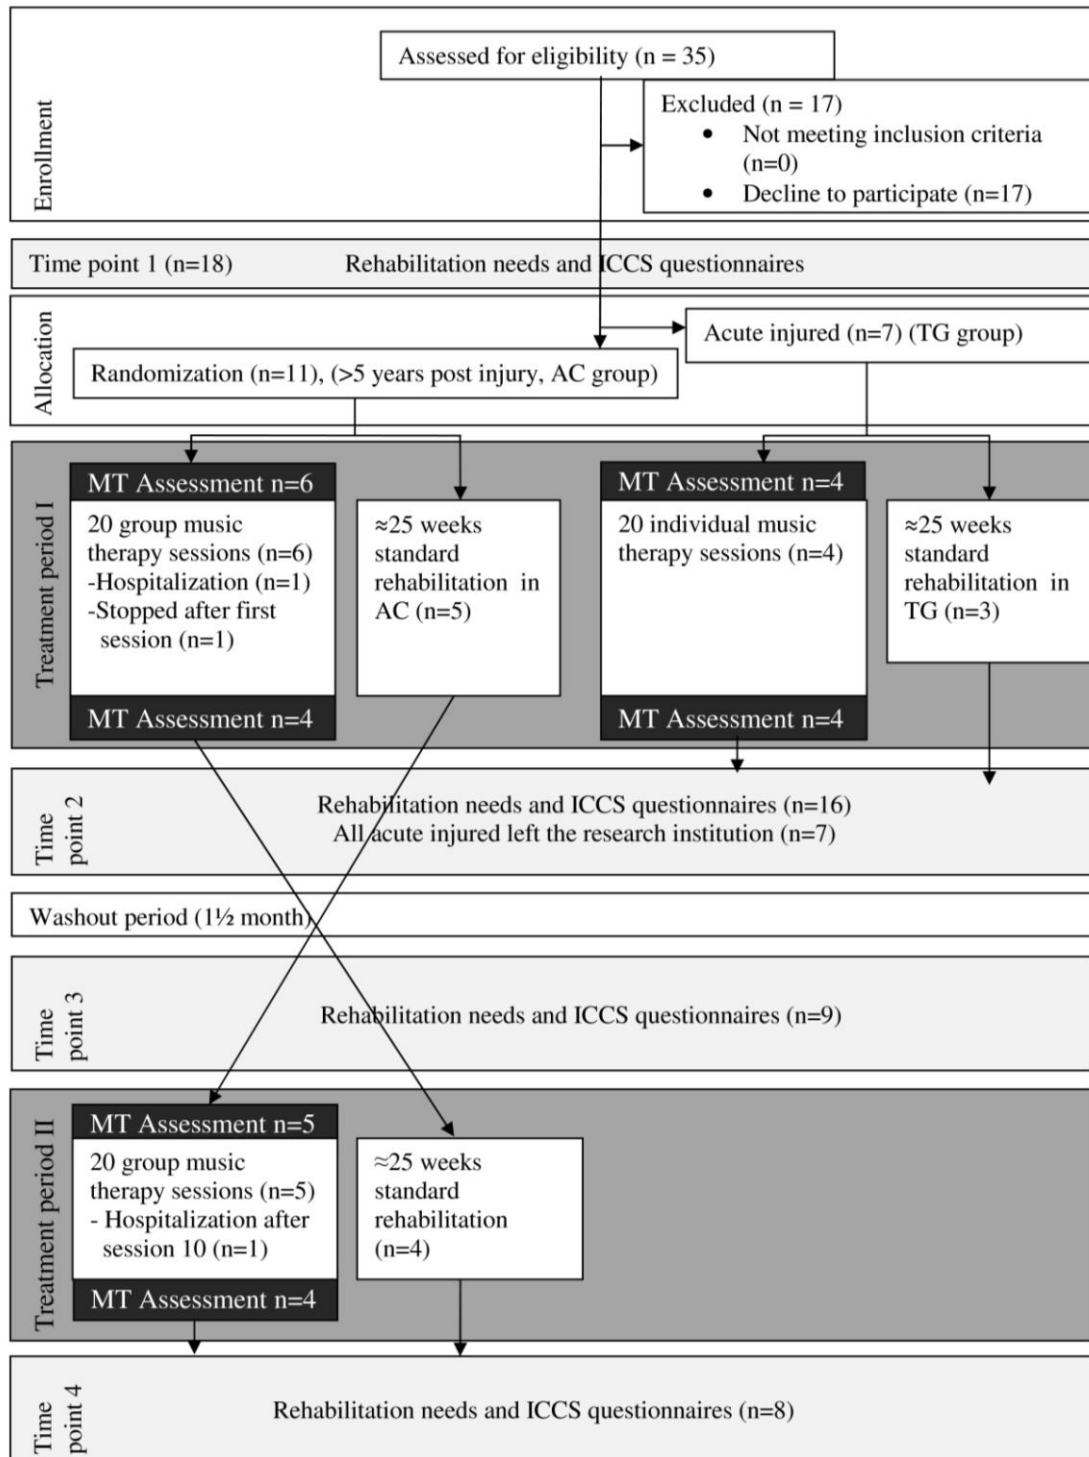 Assessed for eligibility (n = 35)
Excluded (n = 17)
• Not meeting inclusion criteria
(n=0)
• Decline to participate (n=17)
Enrollment
Time point 1 (n=18) Rehabilitation needs and ICCS questionnaires
Allocation
Acute injured (n=7) (TG group)
Randomization (n=11), (>5 years post injury, AC group)
Treatment period I
MT Assessment n=6
20 group music
therapy sessions (n=6)
-Hospitalization (n=1)
-Stopped after first
session (n=1)
MT Assessment n=4
≈25 weeks
standard
rehabilitation in
AC (n=5)
MT Assessment n=4
20 individual music
therapy sessions (n=4)
MT Assessment n=4
≈25 weeks
standard
rehabilitation in
TG (n=3)
Time
point 2
Rehabilitation needs and ICCS questionnaires (n=16)
All acute injured left the research institution (n=7)
Washout period (1½ month)
Time
point 3
Rehabilitation needs and ICCS questionnaires (n=9)
Treatment period II
MT Assessment n=5
20 group music
therapy sessions (n=5)
- Hospitalization after
session 10 (n=1)
MT Assessment n=4
≈25 weeks
standard
rehabilitation
(n=4)
Time
point 4
Rehabilitation needs and ICCS questionnaires (n=8)